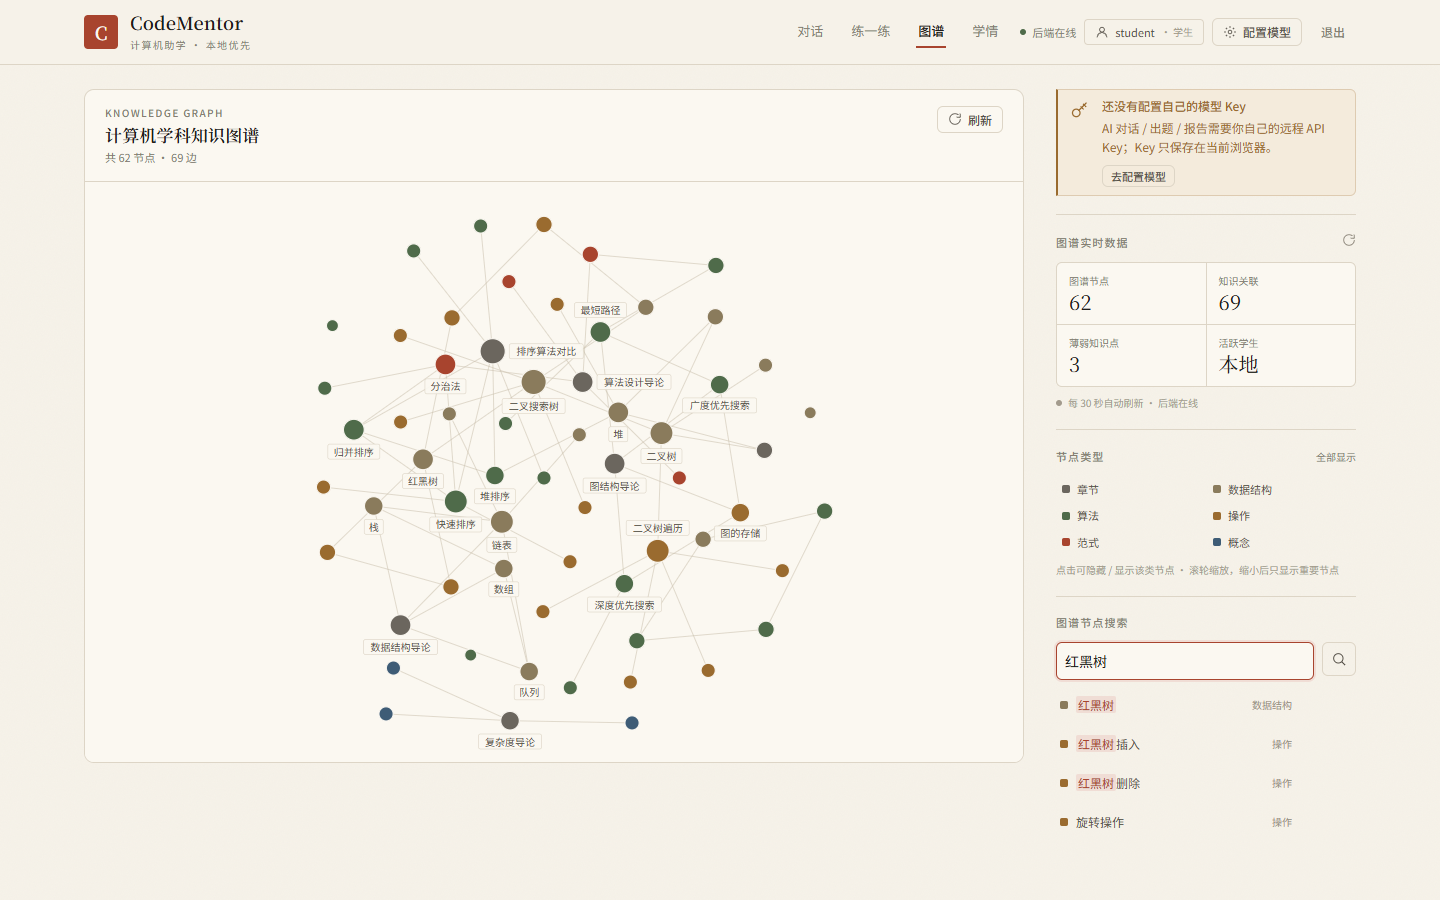 C
CodeMentor
计算机助学 · 本地优先
对话
练一练
图谱
学情
后端在线
student · 学生
配置模型
退出
KNOWLEDGE GRAPH
计算机学科知识图谱
共 62 节点 · 69 边
刷新
最短路径
排序算法对比
分治法
算法设计导论
二叉搜索树
广度优先搜索
堆
归并排序
二叉树
红黑树
图结构导论
堆排序
栈
快速排序
二叉树遍历
图的存储
链表
数组
深度优先搜索
数据结构导论
队列
复杂度导论
还没有配置自己的模型 Key
AI 对话 / 出题 / 报告需要你自己的远程 API
Key；Key 只保存在当前浏览器。
去配置模型
图谱实时数据
图谱节点
62
知识关联
69
薄弱知识点
3
活跃学生
本地
每 30 秒自动刷新 · 后端在线
节点类型
全部显示
章节
数据结构
算法
操作
范式
概念
点击可隐藏 / 显示该类节点 · 滚轮缩放，缩小后只显示重要节点
图谱节点搜索
红黑树
红黑树 数据结构
红黑树插入 操作
红黑树删除 操作
旋转操作 操作